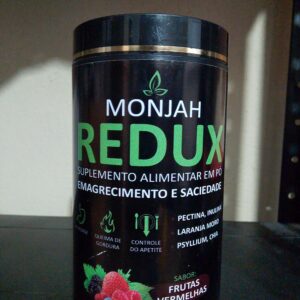 MONJAH
REDUX
SUPLEMENTO ALIMENTAR EM PÓ
EMAGRECIMENTO E SACIEDADE
QUEIMA DE
GORDURA
CONTROLE
DO APETITE
PECTINA, INULINA
LARANJA MORO
PSYLLIUM, CHIA
SABOR:
FRUTAS
VERMELHAS